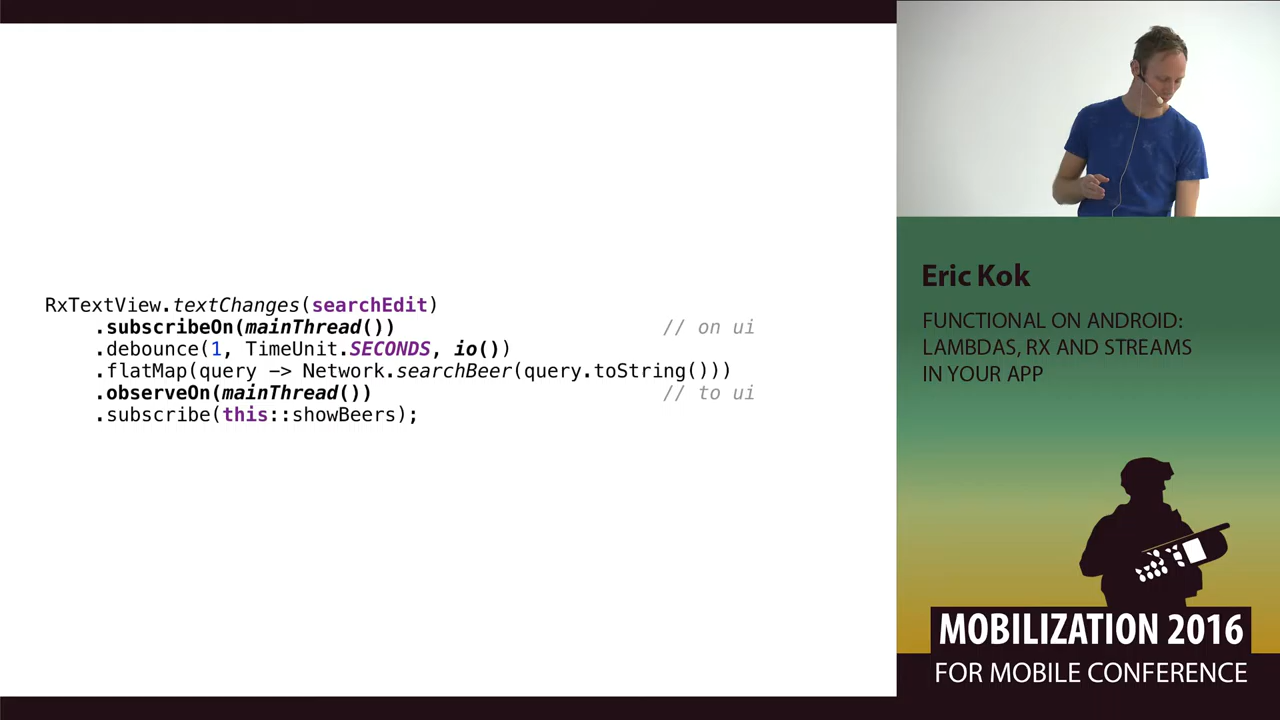 RxTextView.textChanges(searchEdit)
.subscribeOn(mainThread()) // on ui
.debounce(1, TimeUnit.SECONDS, io())
.flatMap(query -> Network.searchBeer(query.toString()))
.observeOn(mainThread()) // to ui
.subscribe(this::showBeers);
Eric Kok
FUNCTIONAL ON ANDROID:
LAMBDAS, RX AND STREAMS
IN YOUR APP
MOBILIZATION 2016
FOR MOBILE CONFERENCE